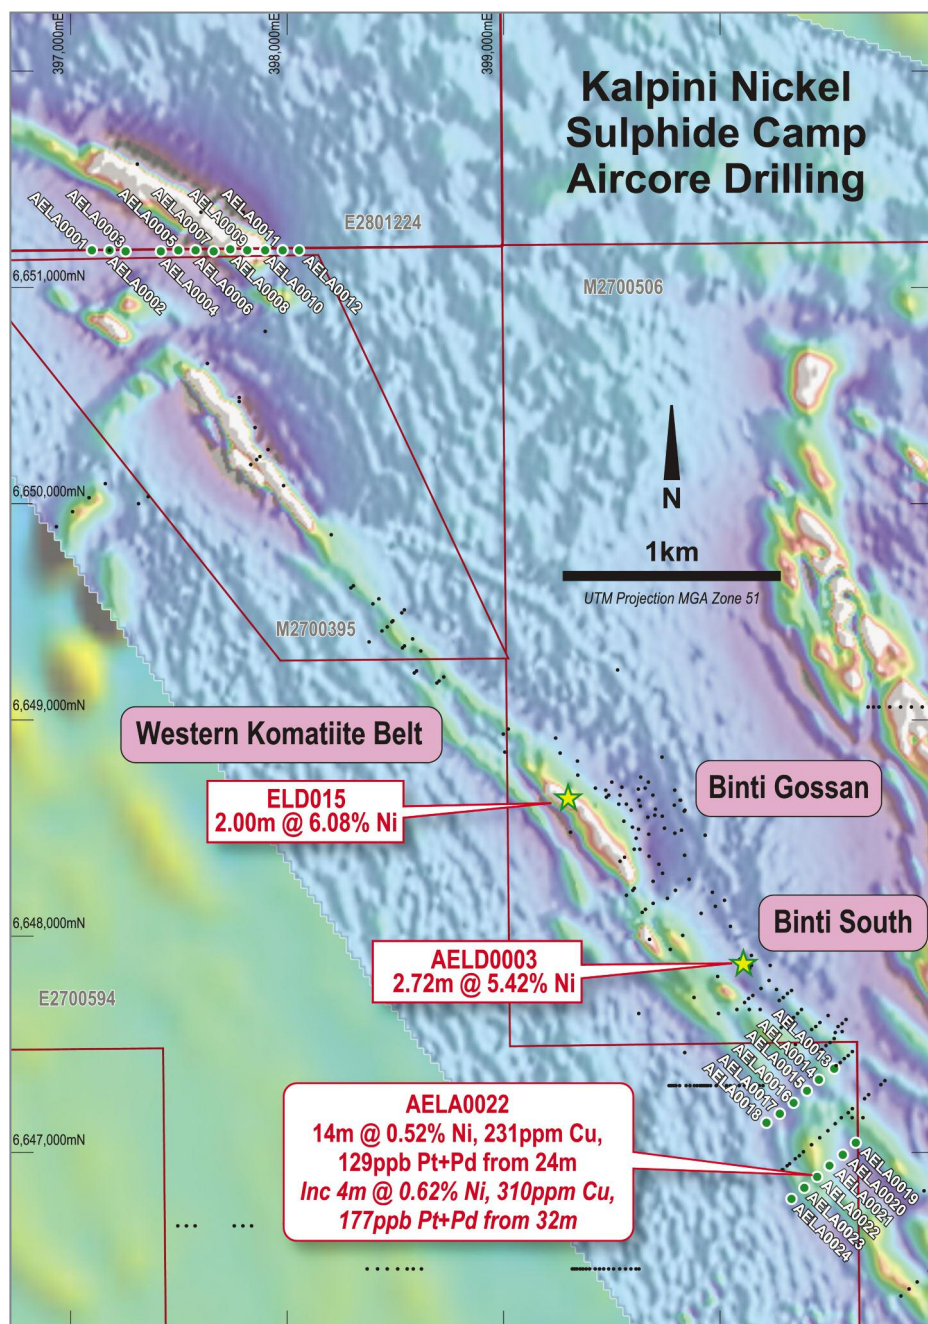 397,000mE
398,000mE
399,000mE
Kalpini Nickel
Sulphide Camp
Aircore Drilling
E2801224
AELA0001
AELA0003
AELA0005
AELA0007
AELA0009
AELA0011
6,651,000mN
AELA0002
AELA0004
AELA0006
AELA0008
AELA0010
AELA0012
M2700506
6,650,000mN
N
1km
UTM Projection MGA Zone 51
M2700395
6,649,000mN
Western Komatiite Belt
Binti Gossan
ELD015
2.00m @ 6.08% Ni
6,648,000mN
Binti South
AELD0003
2.72m @ 5.42% Ni
E2700594
AELA0013
AELA0014
AELA0015
AELA0016
AELA0017
AELA0018
6,647,000mN
AELA0022
14m @ 0.52% Ni, 231ppm Cu,
129ppb Pt+Pd from 24m
Inc 4m @ 0.62% Ni, 310ppm Cu,
177ppb Pt+Pd from 32m
AELA0019
AELA0020
AELA0021
AELA0022
AELA0023
AELA0024